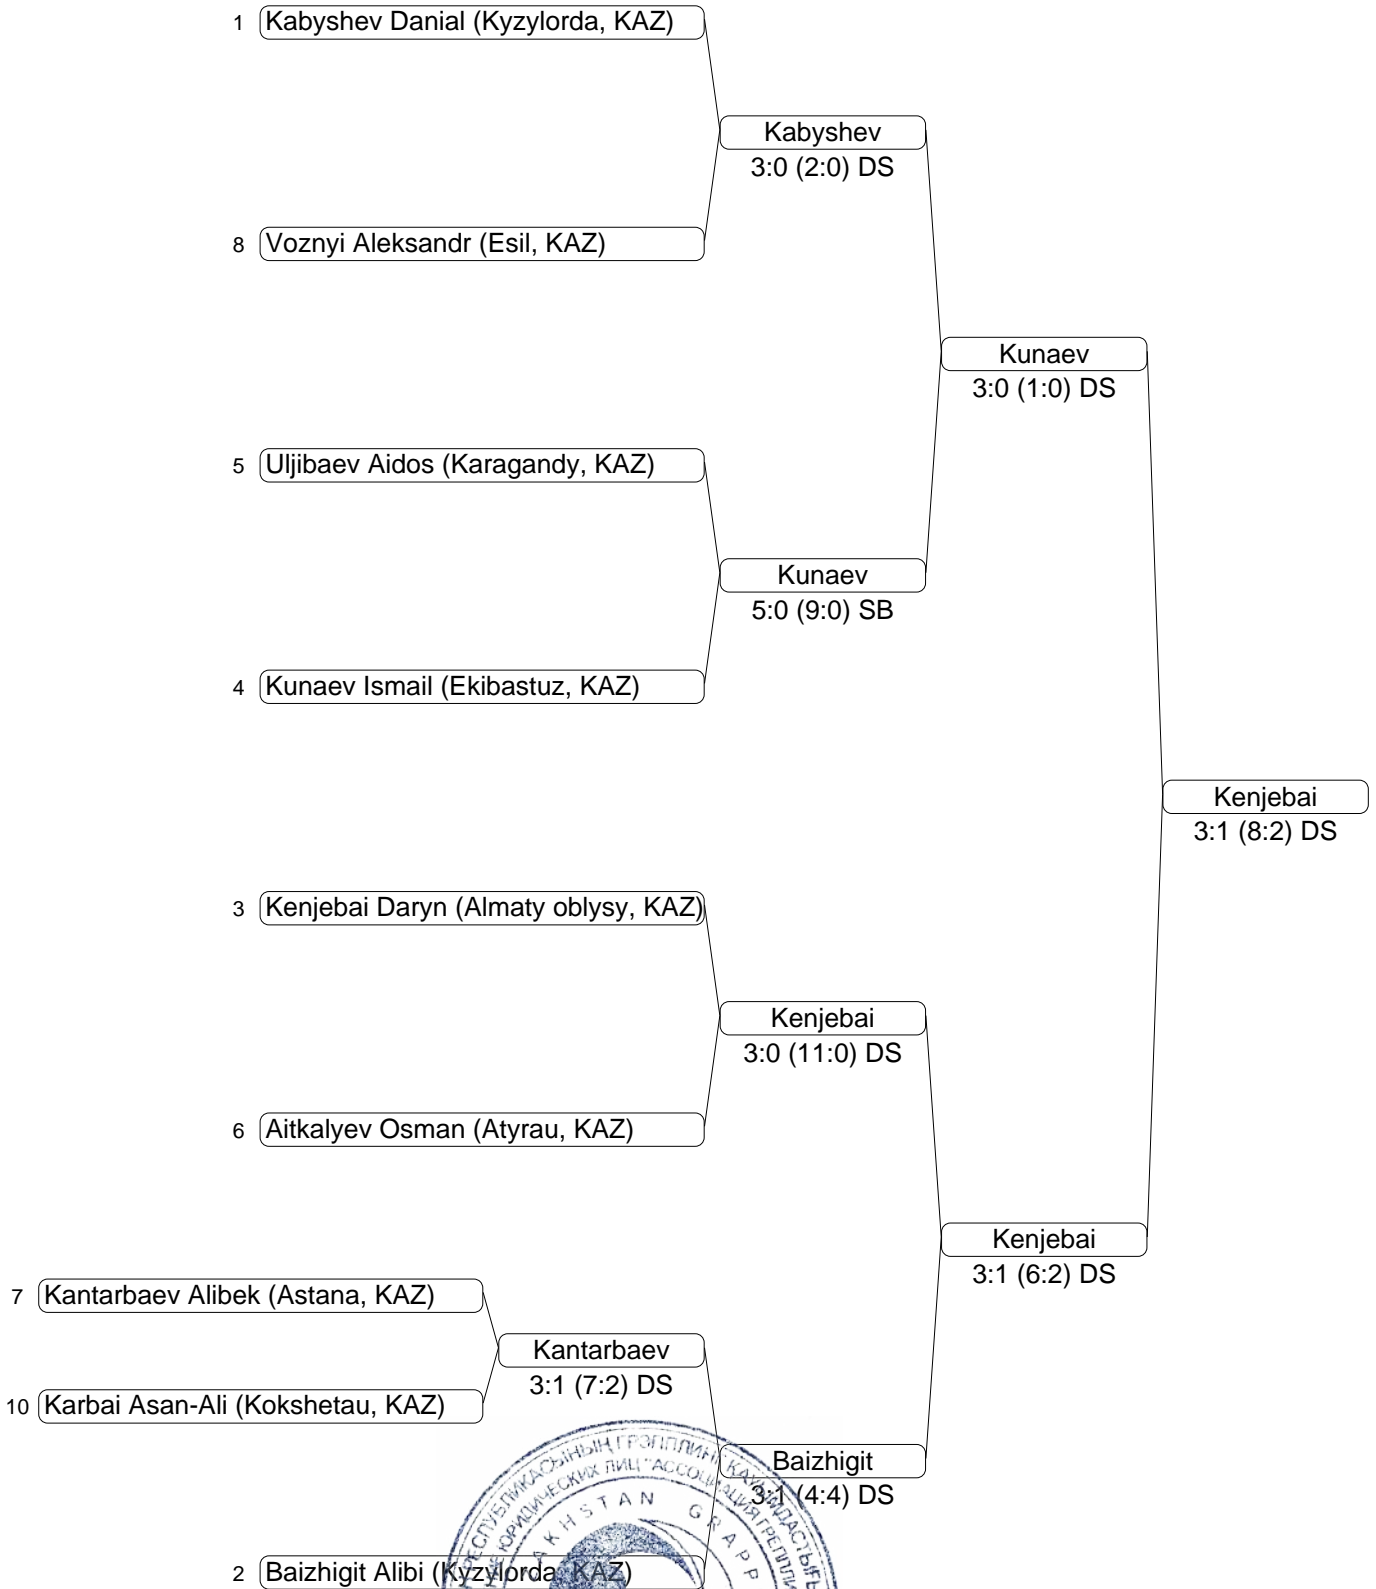 1 Kabyshev Danial (Kyzylorda, KAZ)
Kabyshev
3:0 (2:0) DS
8 Voznyi Aleksandr (Esil, KAZ)
Kunaev
3:0 (1:0) DS
5 Uljibaev Aidos (Karagandy, KAZ)
Kunaev
5:0 (9:0) SB
4 Kunaev Ismail (Ekibastuz, KAZ)
Kenjebai
3:1 (8:2) DS
3 Kenjebai Daryn (Almaty oblysy, KAZ)
Kenjebai
3:0 (11:0) DS
6 Aitkalyev Osman (Atyrau, KAZ)
Kenjebai
3:1 (6:2) DS
7 Kantarbaev Alibek (Astana, KAZ)
Kantarbaev
3:1 (7:2) DS
10 Karbai Asan-Ali (Kokshetau, KAZ)
Baizhigit
3:1 (4:4) DS
2 Baizhigit Alibi (Kyzylorda, KAZ)